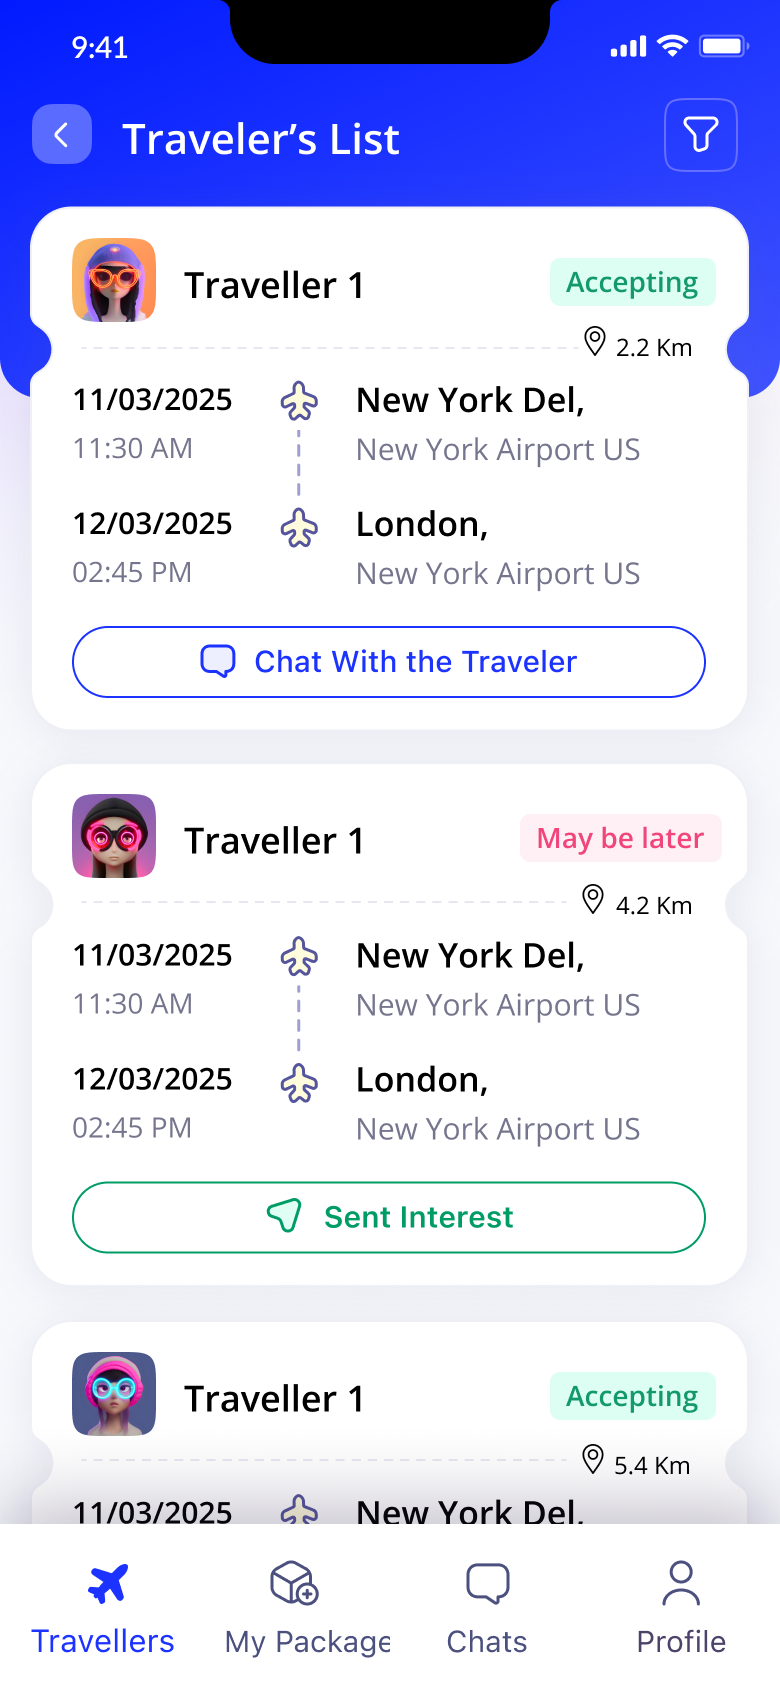 9:41
Traveler’s List
Traveller 1
Accepting
2.2 Km
11/03/2025
New York Del,
11:30 AM
New York Airport US
12/03/2025
London,
02:45 PM
New York Airport US
Chat With the Traveler
Traveller 1
May be later
4.2 Km
11/03/2025
New York Del,
11:30 AM
New York Airport US
12/03/2025
London,
02:45 PM
New York Airport US
Sent Interest
Traveller 1
Accepting
5.4 Km
11/03/2025
New York Del,
Travellers
My Package
Chats
Profile